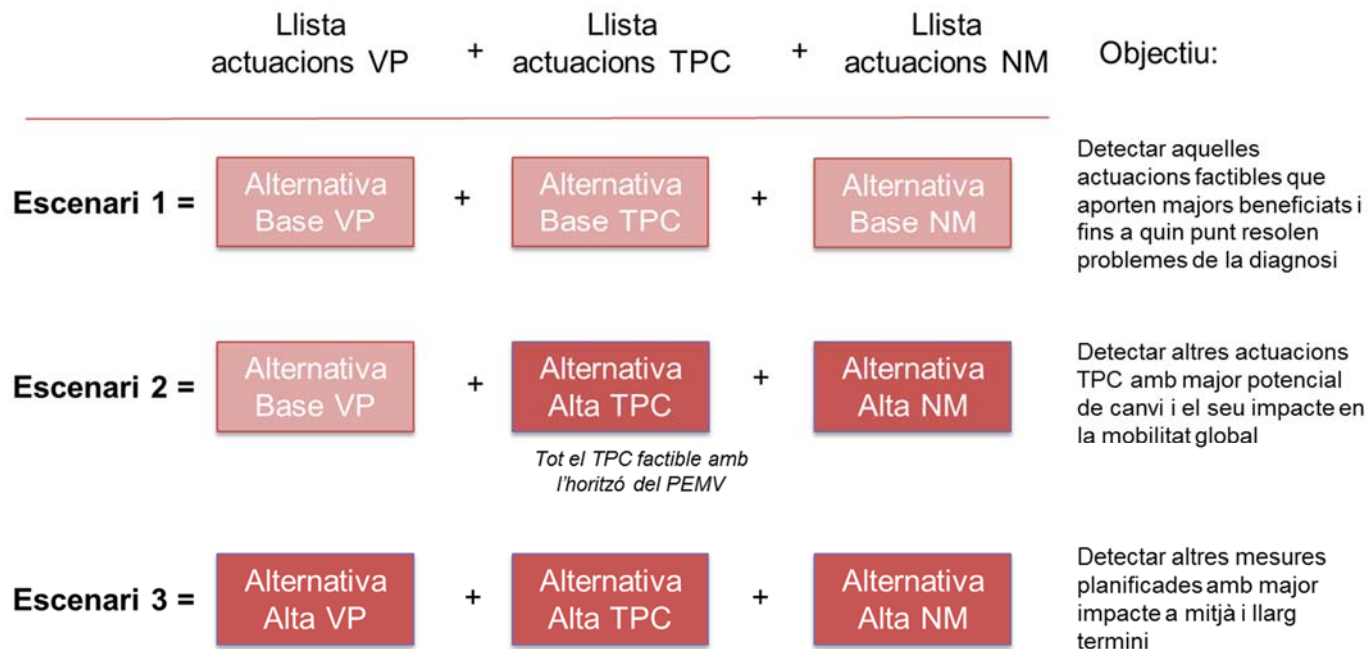 Llista
actuacions VP
+
Llista
actuacions TPC
+
Llista
actuacions NM
Objectiu:
Escenari 1 =
Alternativa
Base VP
+
Alternativa
Base TPC
+
Alternativa
Base NM
Detectar aquelles
actuacions factibles que
aporten majors beneficiats i
fins a quin punt resolen
problemes de la diagnosi
Escenari 2 =
Alternativa
Base VP
+
Alternativa
Alta TPC
+
Alternativa
Alta NM
Tot el TPC factible amb
l'horitzó del PEMV
Detectar altres actuacions
TPC amb major potencial
de canvi i el seu impacte en
la mobilitat global
Escenari 3 =
Alternativa
Alta VP
+
Alternativa
Alta TPC
+
Alternativa
Alta NM
Detectar altres mesures
planificades amb major
impacte a mitjà i llarg
termini